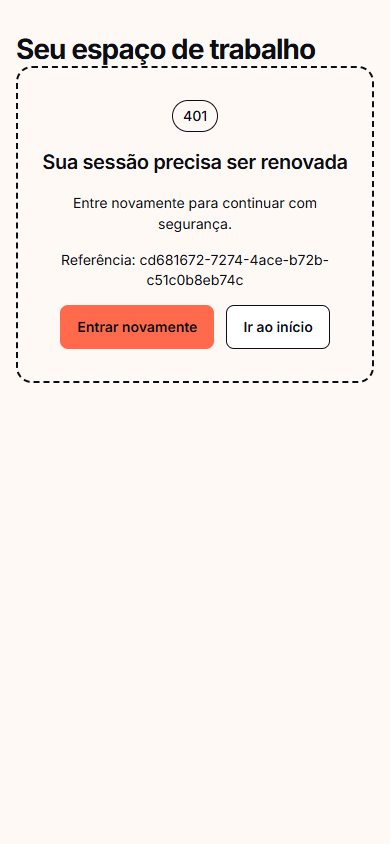 Seu espaço de trabalho
401
Sua sessão precisa ser renovada
Entre novamente para continuar com
segurança.
Referência: cd681672-7274-4ace-b72b-
c51c0b8eb74c
Entrar novamente
Ir ao início